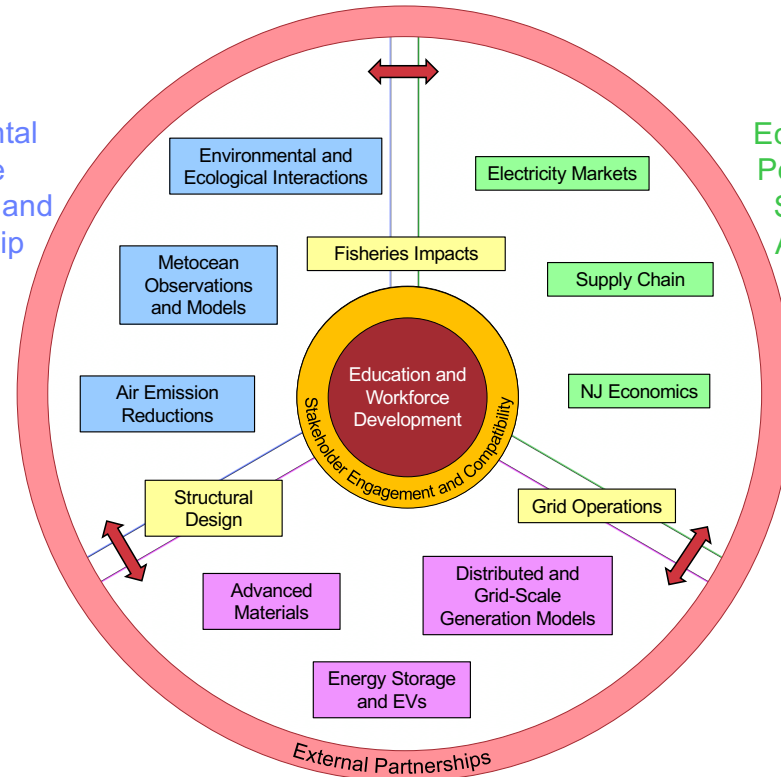 Environmental and
Ecological Interactions
Electricity Markets
and
Fisheries Impacts
Metocean
Observations
and Models
Supply Chain
Air Emission
Reductions
Education and
Workforce
Development
NJ Economics
Stakeholder Engagement and Compatibility
Structural
Design
Grid Operations
Advanced
Materials
Distributed and
Grid-Scale
Generation Models
Energy Storage
and EVs
External Partnerships